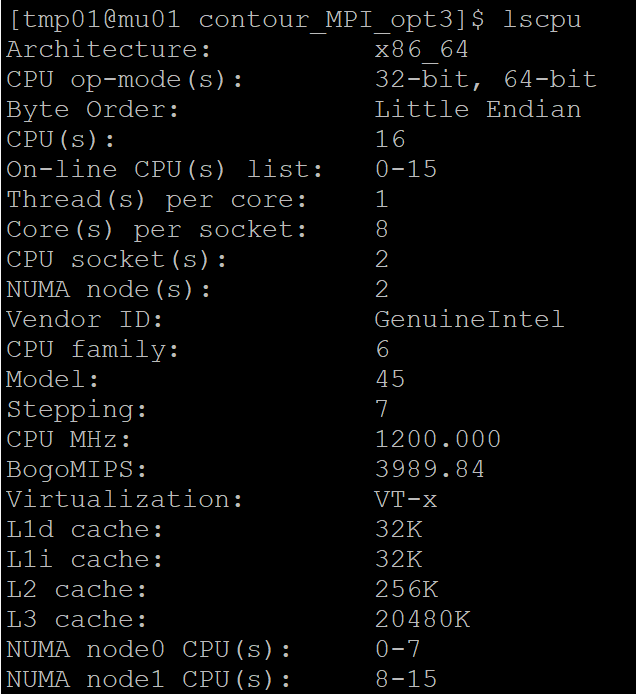 [tmp01@mu01 contour_MPI_opt3]$ lscpu
Architecture:          x86_64
CPU op-mode(s):        32-bit, 64-bit
Byte Order:            Little Endian
CPU(s):                16
On-line CPU(s) list:   0-15
Thread(s) per core:    1
Core(s) per socket:    8
CPU socket(s):         2
NUMA node(s):          2
Vendor ID:             GenuineIntel
CPU family:            6
Model:                 45
Stepping:              7
CPU MHz:               1200.000
BogoMIPS:              3989.84
Virtualization:        VT-x
L1d cache:             32K
L1i cache:             32K
L2 cache:              256K
L3 cache:              20480K
NUMA node0 CPU(s):     0-7
NUMA node1 CPU(s):     8-15